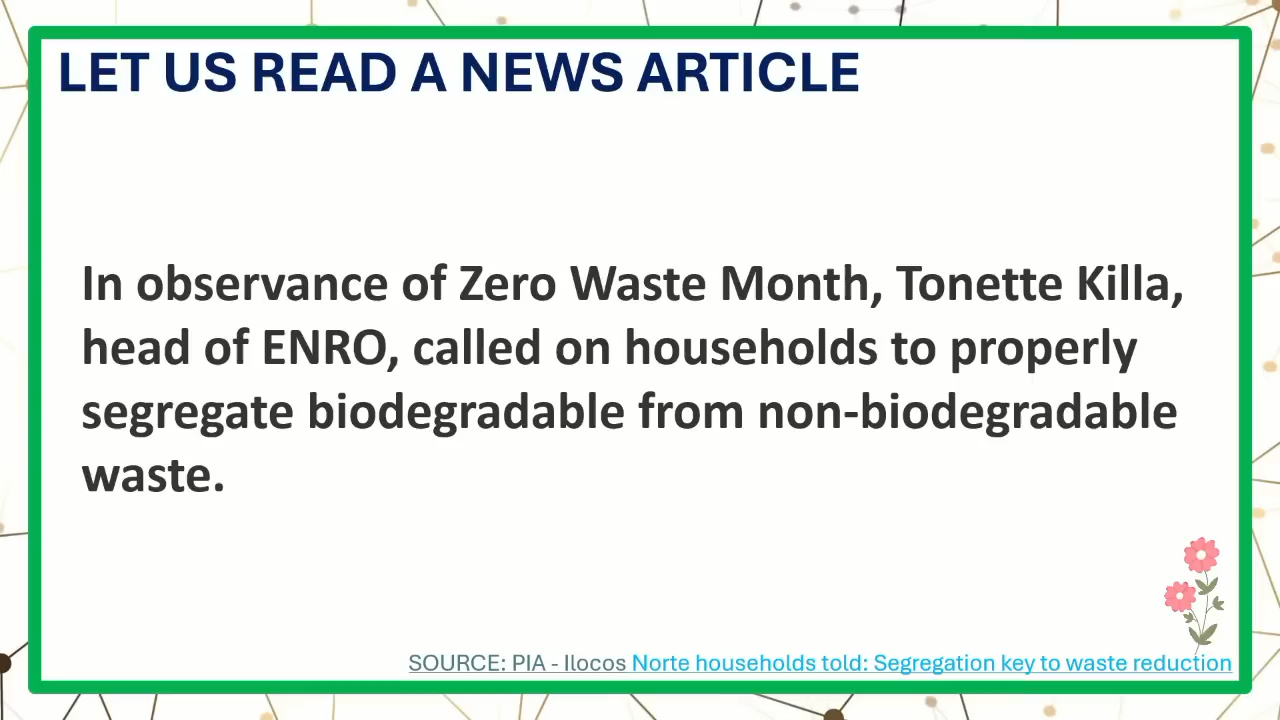 LET US READ A NEWS ARTICLE
In observance of Zero Waste Month, Tonette Killa,
head of ENRO, called on households to properly
segregate biodegradable from non-biodegradable
waste.
SOURCE: PIA - Ilocos Norte households told: Segregation key to waste reduction